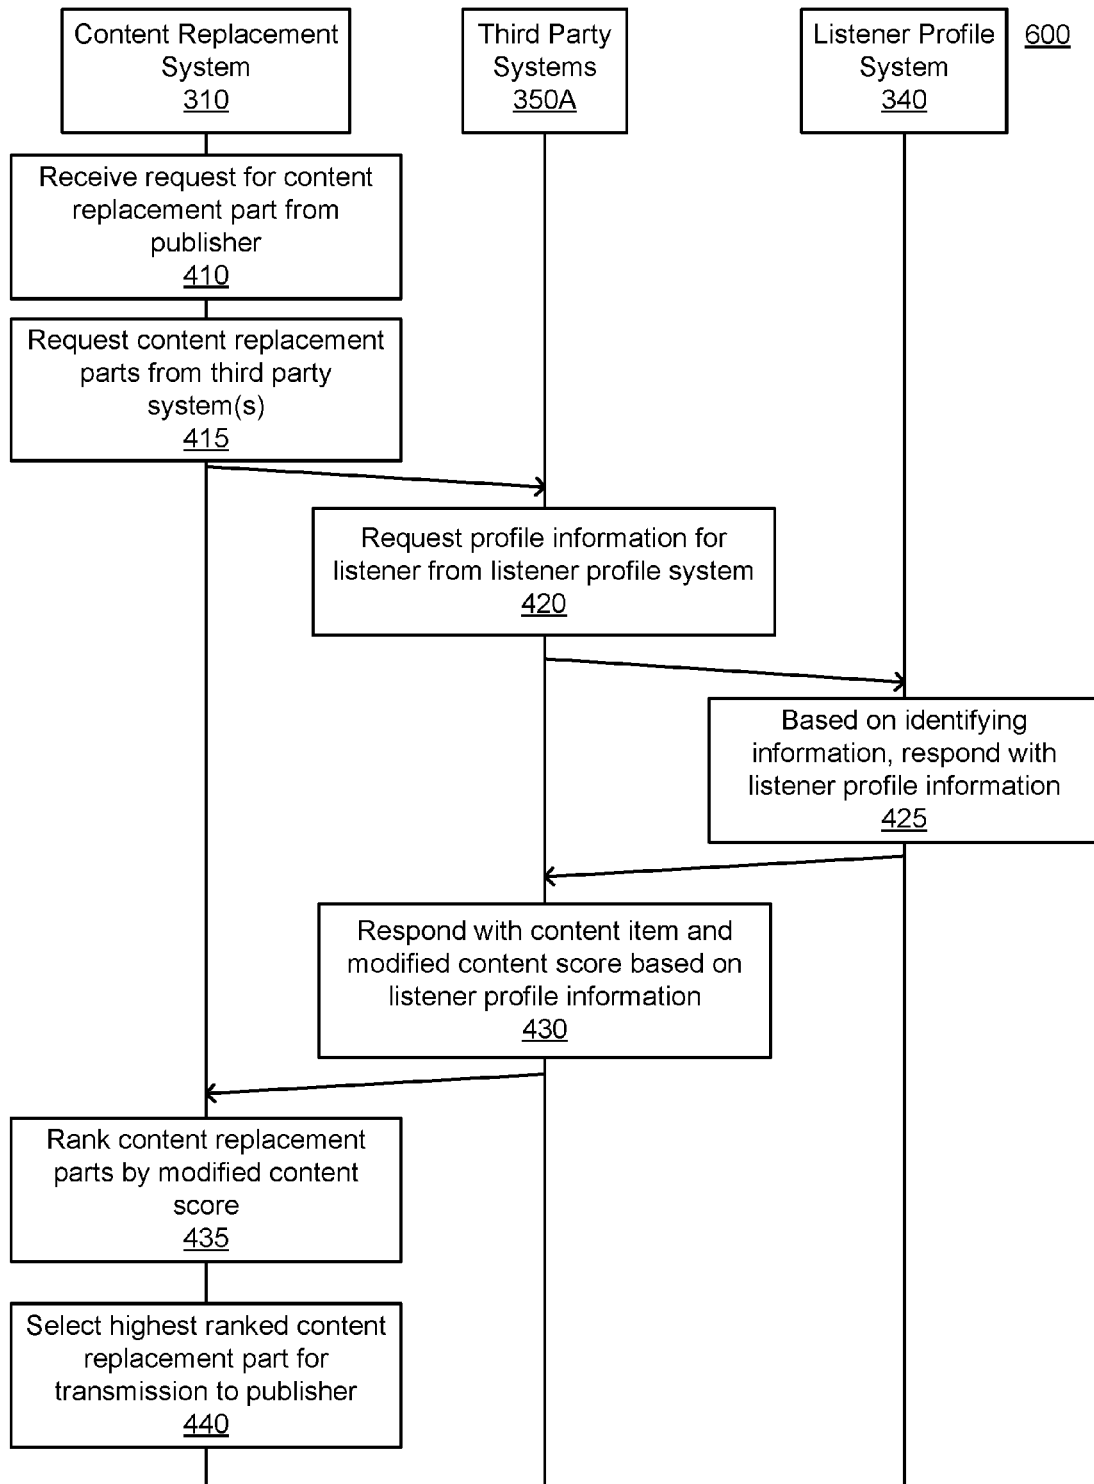 Content Replacement
System
310
Third Party
Systems
350A
Listener Profile
System
340
600
Receive request for content
replacement part from
publisher
410
Request content replacement
parts from third party
system(s)
415
Request profile information for
listener from listener profile system
420
Based on identifying
information, respond with
listener profile information
425
Respond with content item and
modified content score based on
listener profile information
430
Rank content replacement
parts by modified content
score
435
Select highest ranked content
replacement part for
transmission to publisher
440